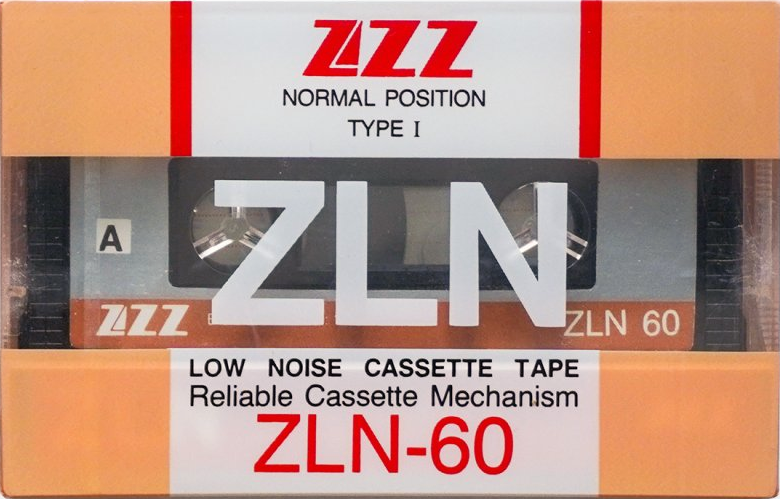 ZZZ
NORMAL POSITION
TYPE I
ZLN
A
ZZZ
ZLN 60
LOW NOISE CASSETTE TAPE
Reliable Cassette Mechanism
ZLN-60